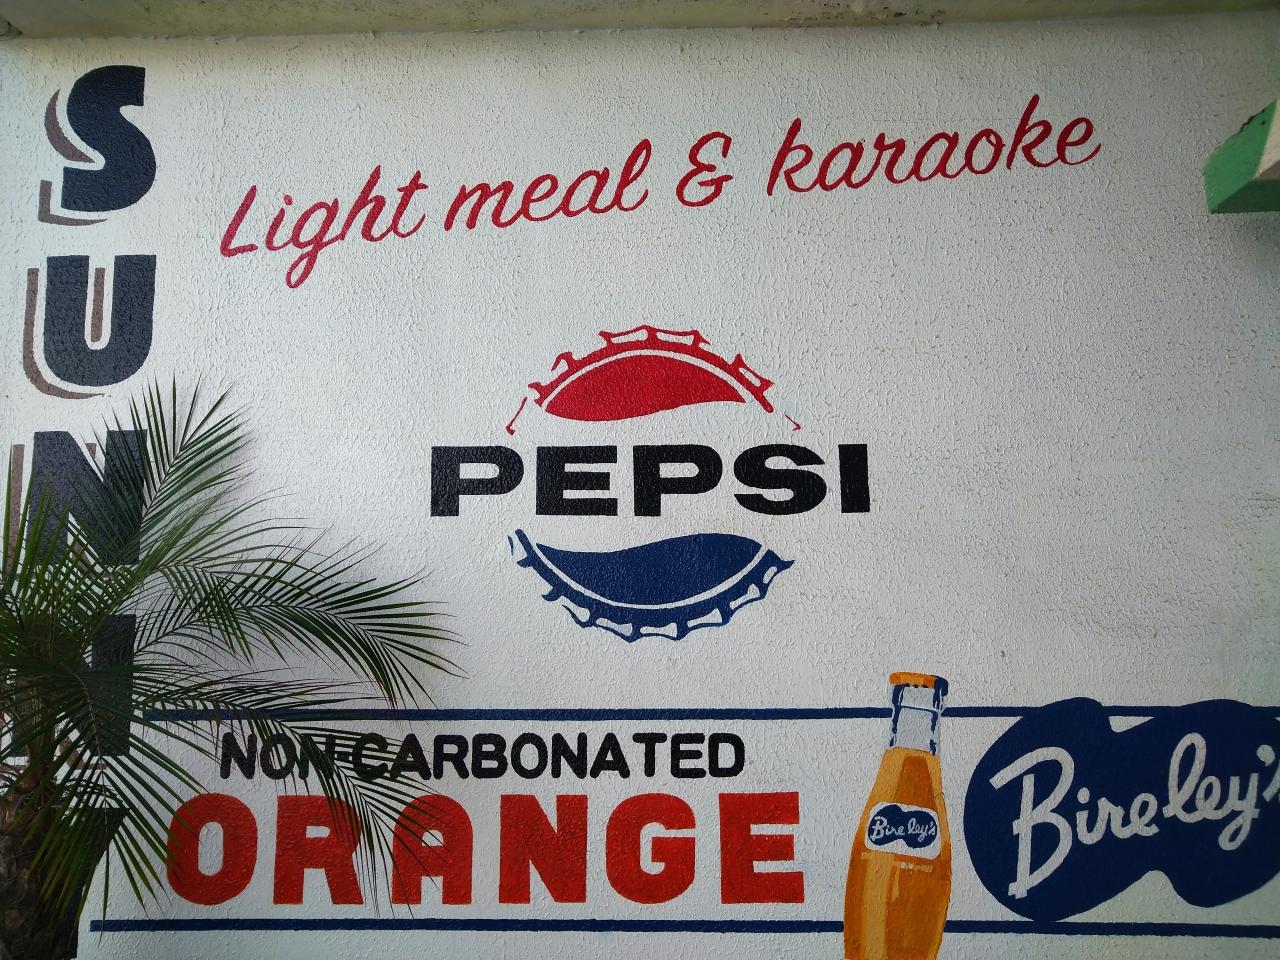 SUN
Light meal & karaoke
PEPSI
NON-CARBONATED
ORANGE
Bireley's
Bireley's